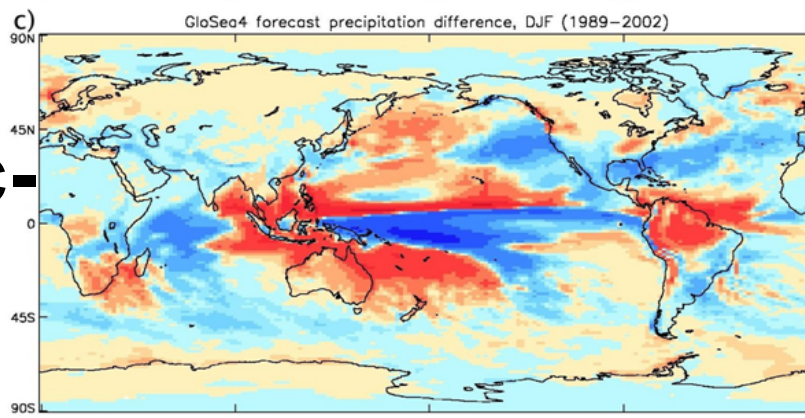 c)
GloSea4 forecast precipitation difference, DJF (1989−2002)
90N
45N
0
45S
90S